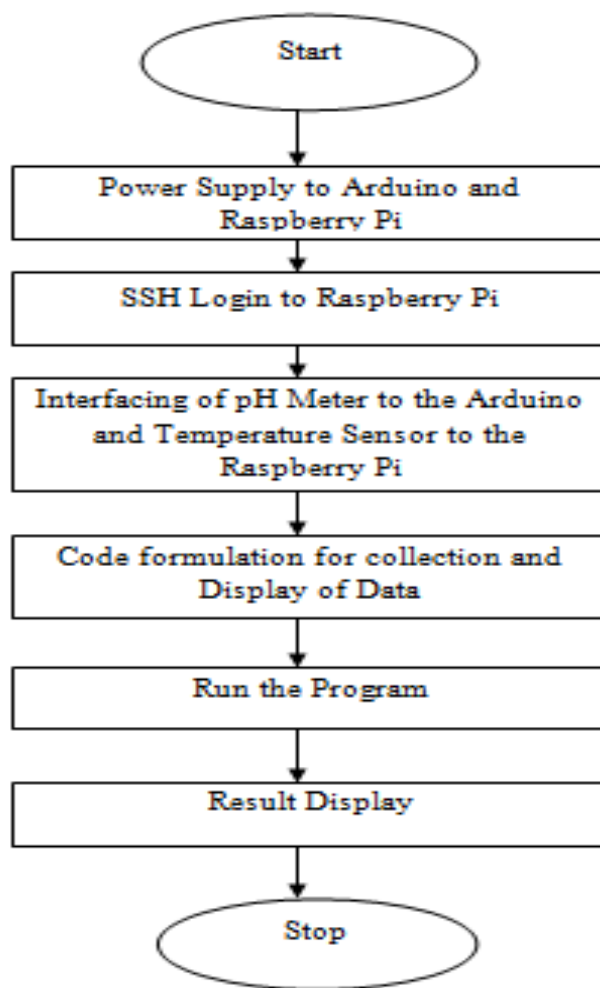 Start
Power Supply to Arduino and
Raspberry Pi
SSH Login to Raspberry Pi
Interfacing of pH Meter to the Arduino
and Temperature Sensor to the
Raspberry Pi
Code formulation for collection and
Display of Data
Run the Program
Result Display
Stop